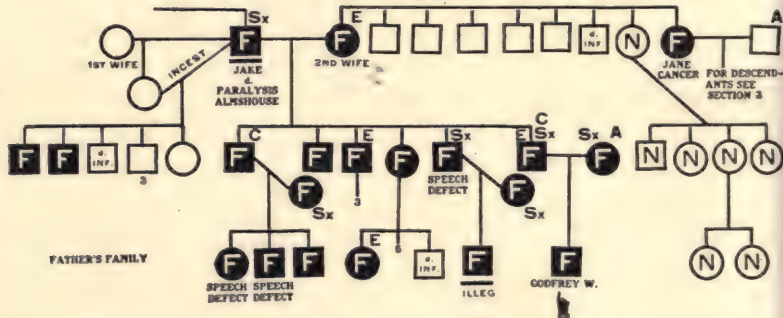 Sx
E
A
F
F
d.
INF.
N
F
1ST WIFE
INCEST
JAKE
d.
PARALYSIS
ALMSHOUSE
2ND WIFE
JANE
CANCER
FOR DESCEND-
ANTS SEE
SECTION 3
C
E
Sx
C
E Sx
Sx A
F F
d.
INF.
3
F
F
F
F
F
F
F
N N N N
SPEECH
DEFECT
F
Sx
3
F
Sx
E
6
F F F
F
d.
INF.
F
F
N N
FATHER'S FAMILY
SPEECH SPEECH
DEFECT DEFECT
ILLEG
GODFREY W.